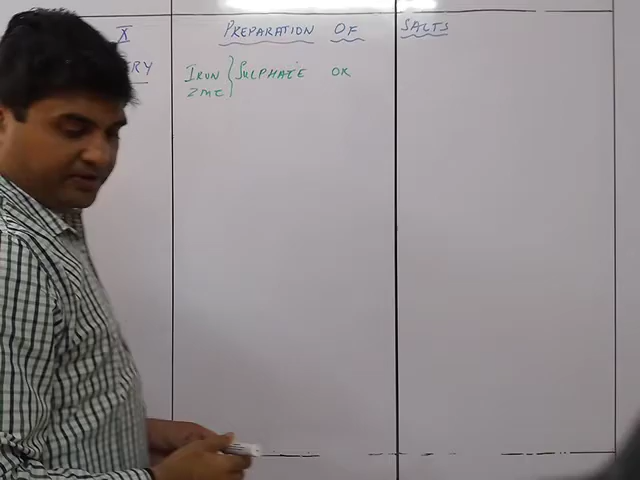 X
PREPARATION OF SALTS
RY
IRON } SULPHATE OR
ZINC